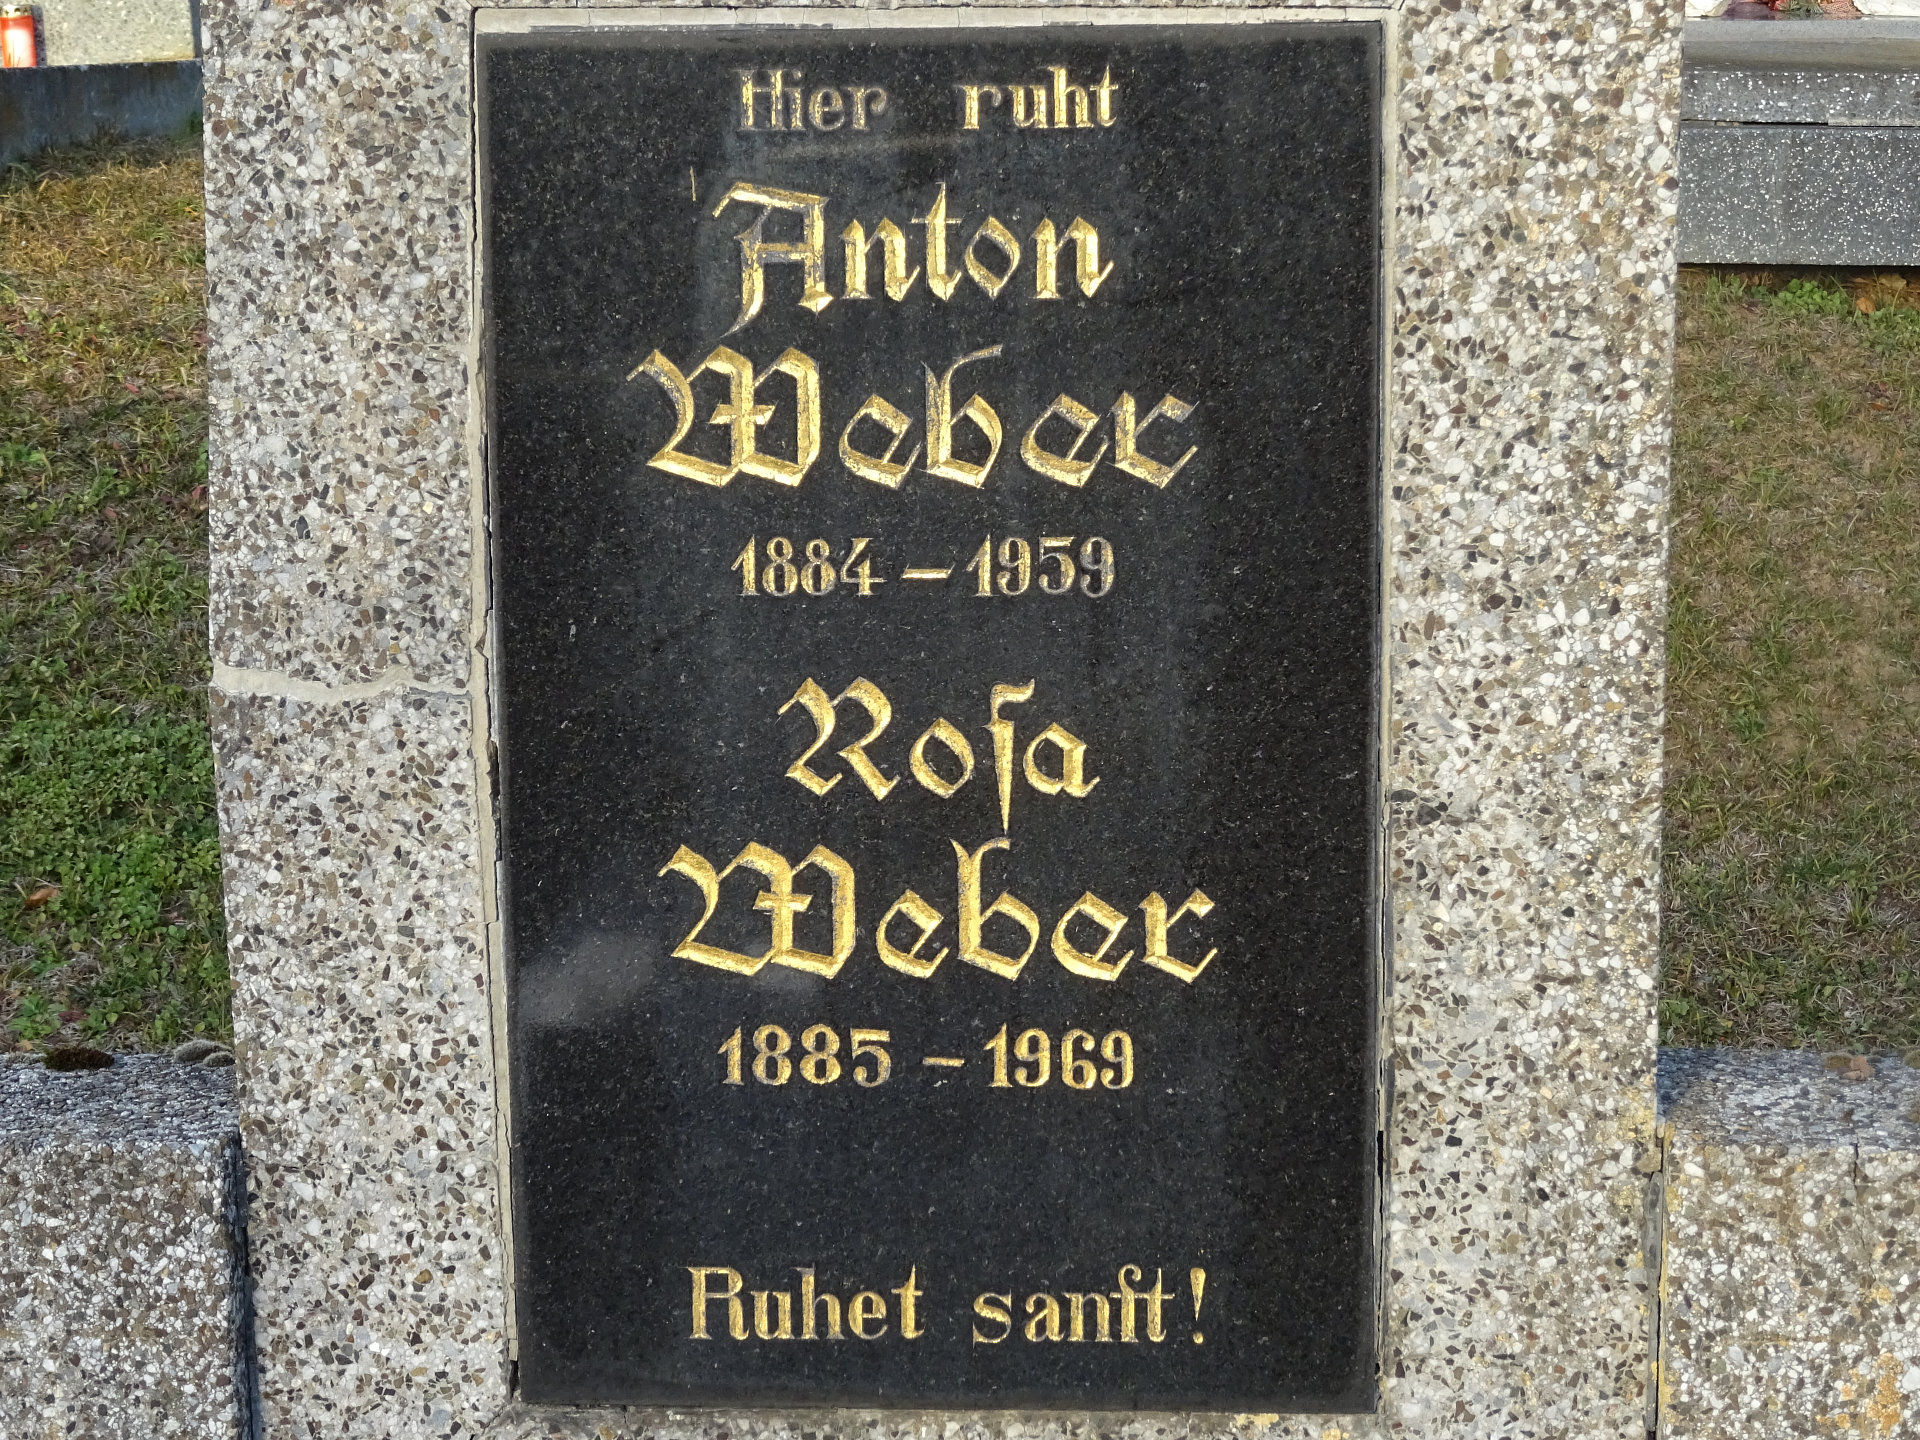 Hier ruht
Anton
Weber
1884 – 1959
Roſa
Weber
1885 – 1969
Ruhet sanft!